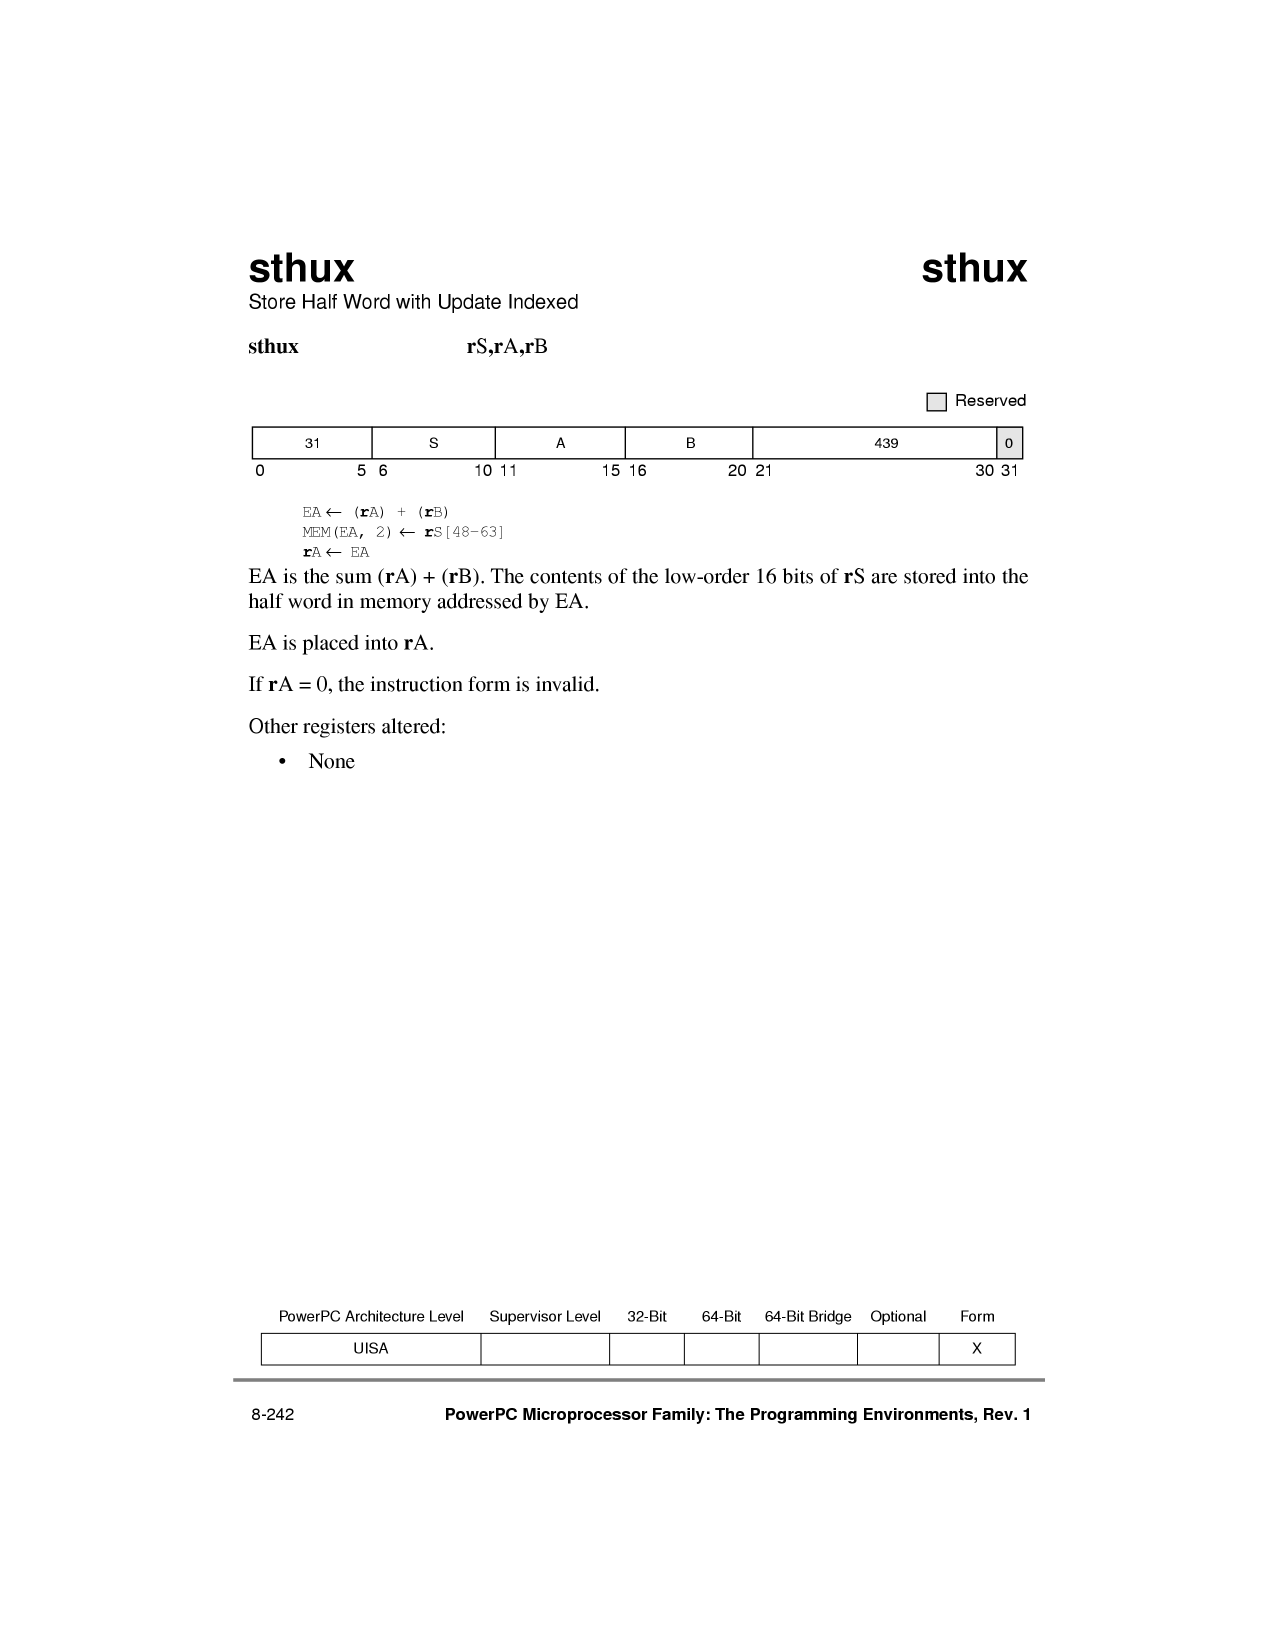 sthux sthux
Store Half Word with Update Indexed
sthux rS,rA,rB
Reserved
31 S A B 439 0
0 5 6 10 11 15 16 20 21 30 31
EA ← (rA) + (rB)
MEM(EA, 2) ← rS[48–63]
rA ← EA
EA is the sum (rA) + (rB). The contents of the low-order 16 bits of rS are stored into the
half word in memory addressed by EA.
EA is placed into rA.
If rA = 0, the instruction form is invalid.
Other registers altered:
• None
PowerPC Architecture Level Supervisor Level 32-Bit 64-Bit 64-Bit Bridge Optional Form
UISA X
8-242 PowerPC Microprocessor Family: The Programming Environments, Rev. 1